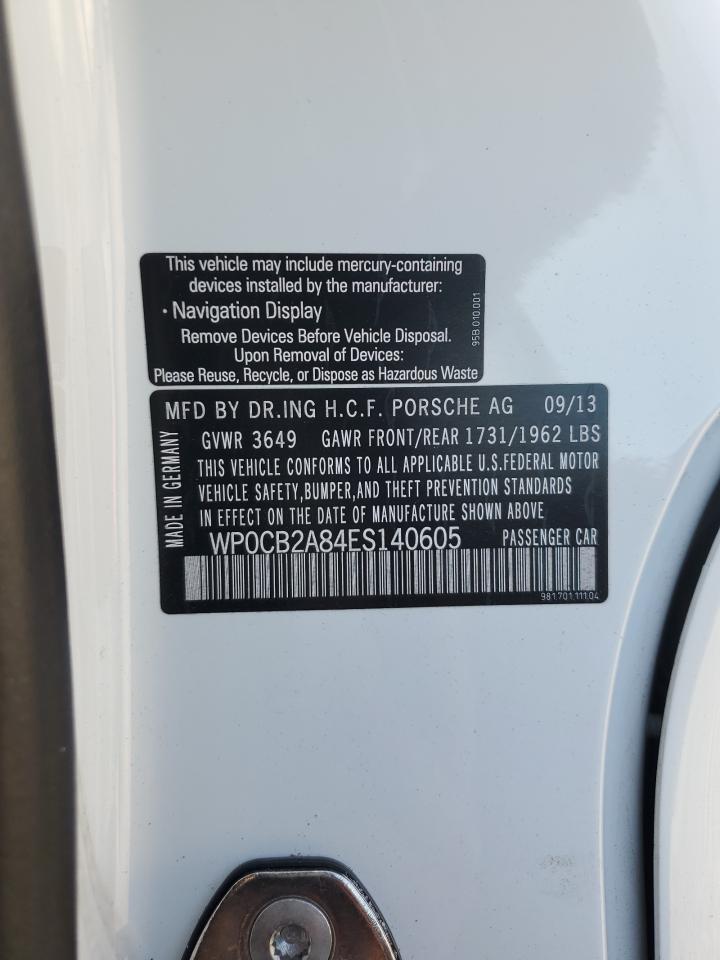 This vehicle may include mercury-containing
devices installed by the manufacturer:
• Navigation Display
Remove Devices Before Vehicle Disposal.
Upon Removal of Devices:
Please Reuse, Recycle, or Dispose as Hazardous Waste
95B.010.001
MFD BY DR.ING H.C.F. PORSCHE AG 09/13
GVWR 3649 GAWR FRONT/REAR 1731/1962 LBS
THIS VEHICLE CONFORMS TO ALL APPLICABLE U.S.FEDERAL MOTOR
VEHICLE SAFETY,BUMPER,AND THEFT PREVENTION STANDARDS
IN EFFECT ON THE DATE OF MANUFACTURE SHOWN ABOVE
WP0CB2A84ES140605 PASSENGER CAR
MADE IN GERMANY
981.701.111.04